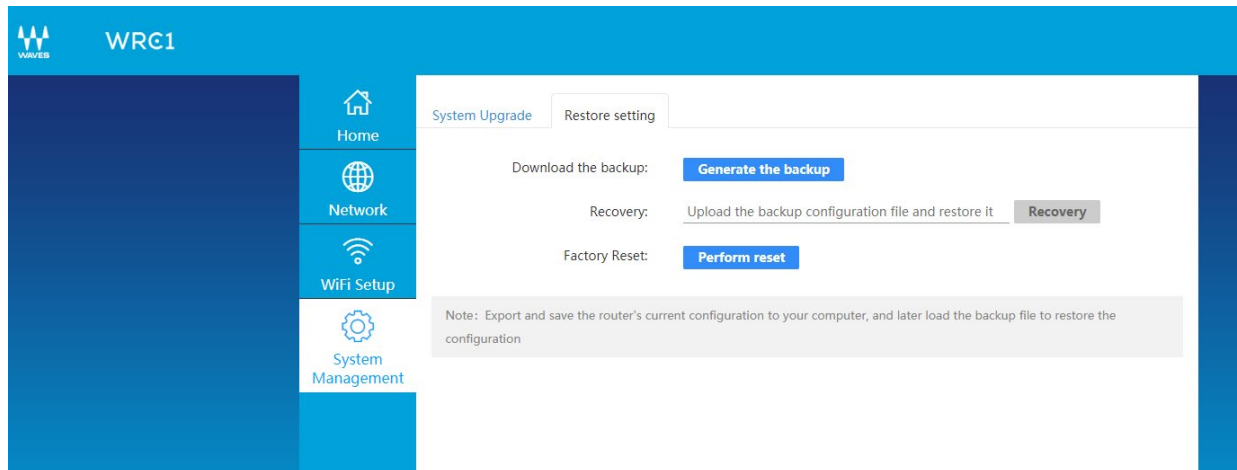 WAVES
WRC1
Home
Network
WiFi Setup
System
Management
System Upgrade
Restore setting
Download the backup:
Generate the backup
Recovery:
Upload the backup configuration file and restore it
Recovery
Factory Reset:
Perform reset
Note: Export and save the router's current configuration to your computer, and later load the backup file to restore the
configuration